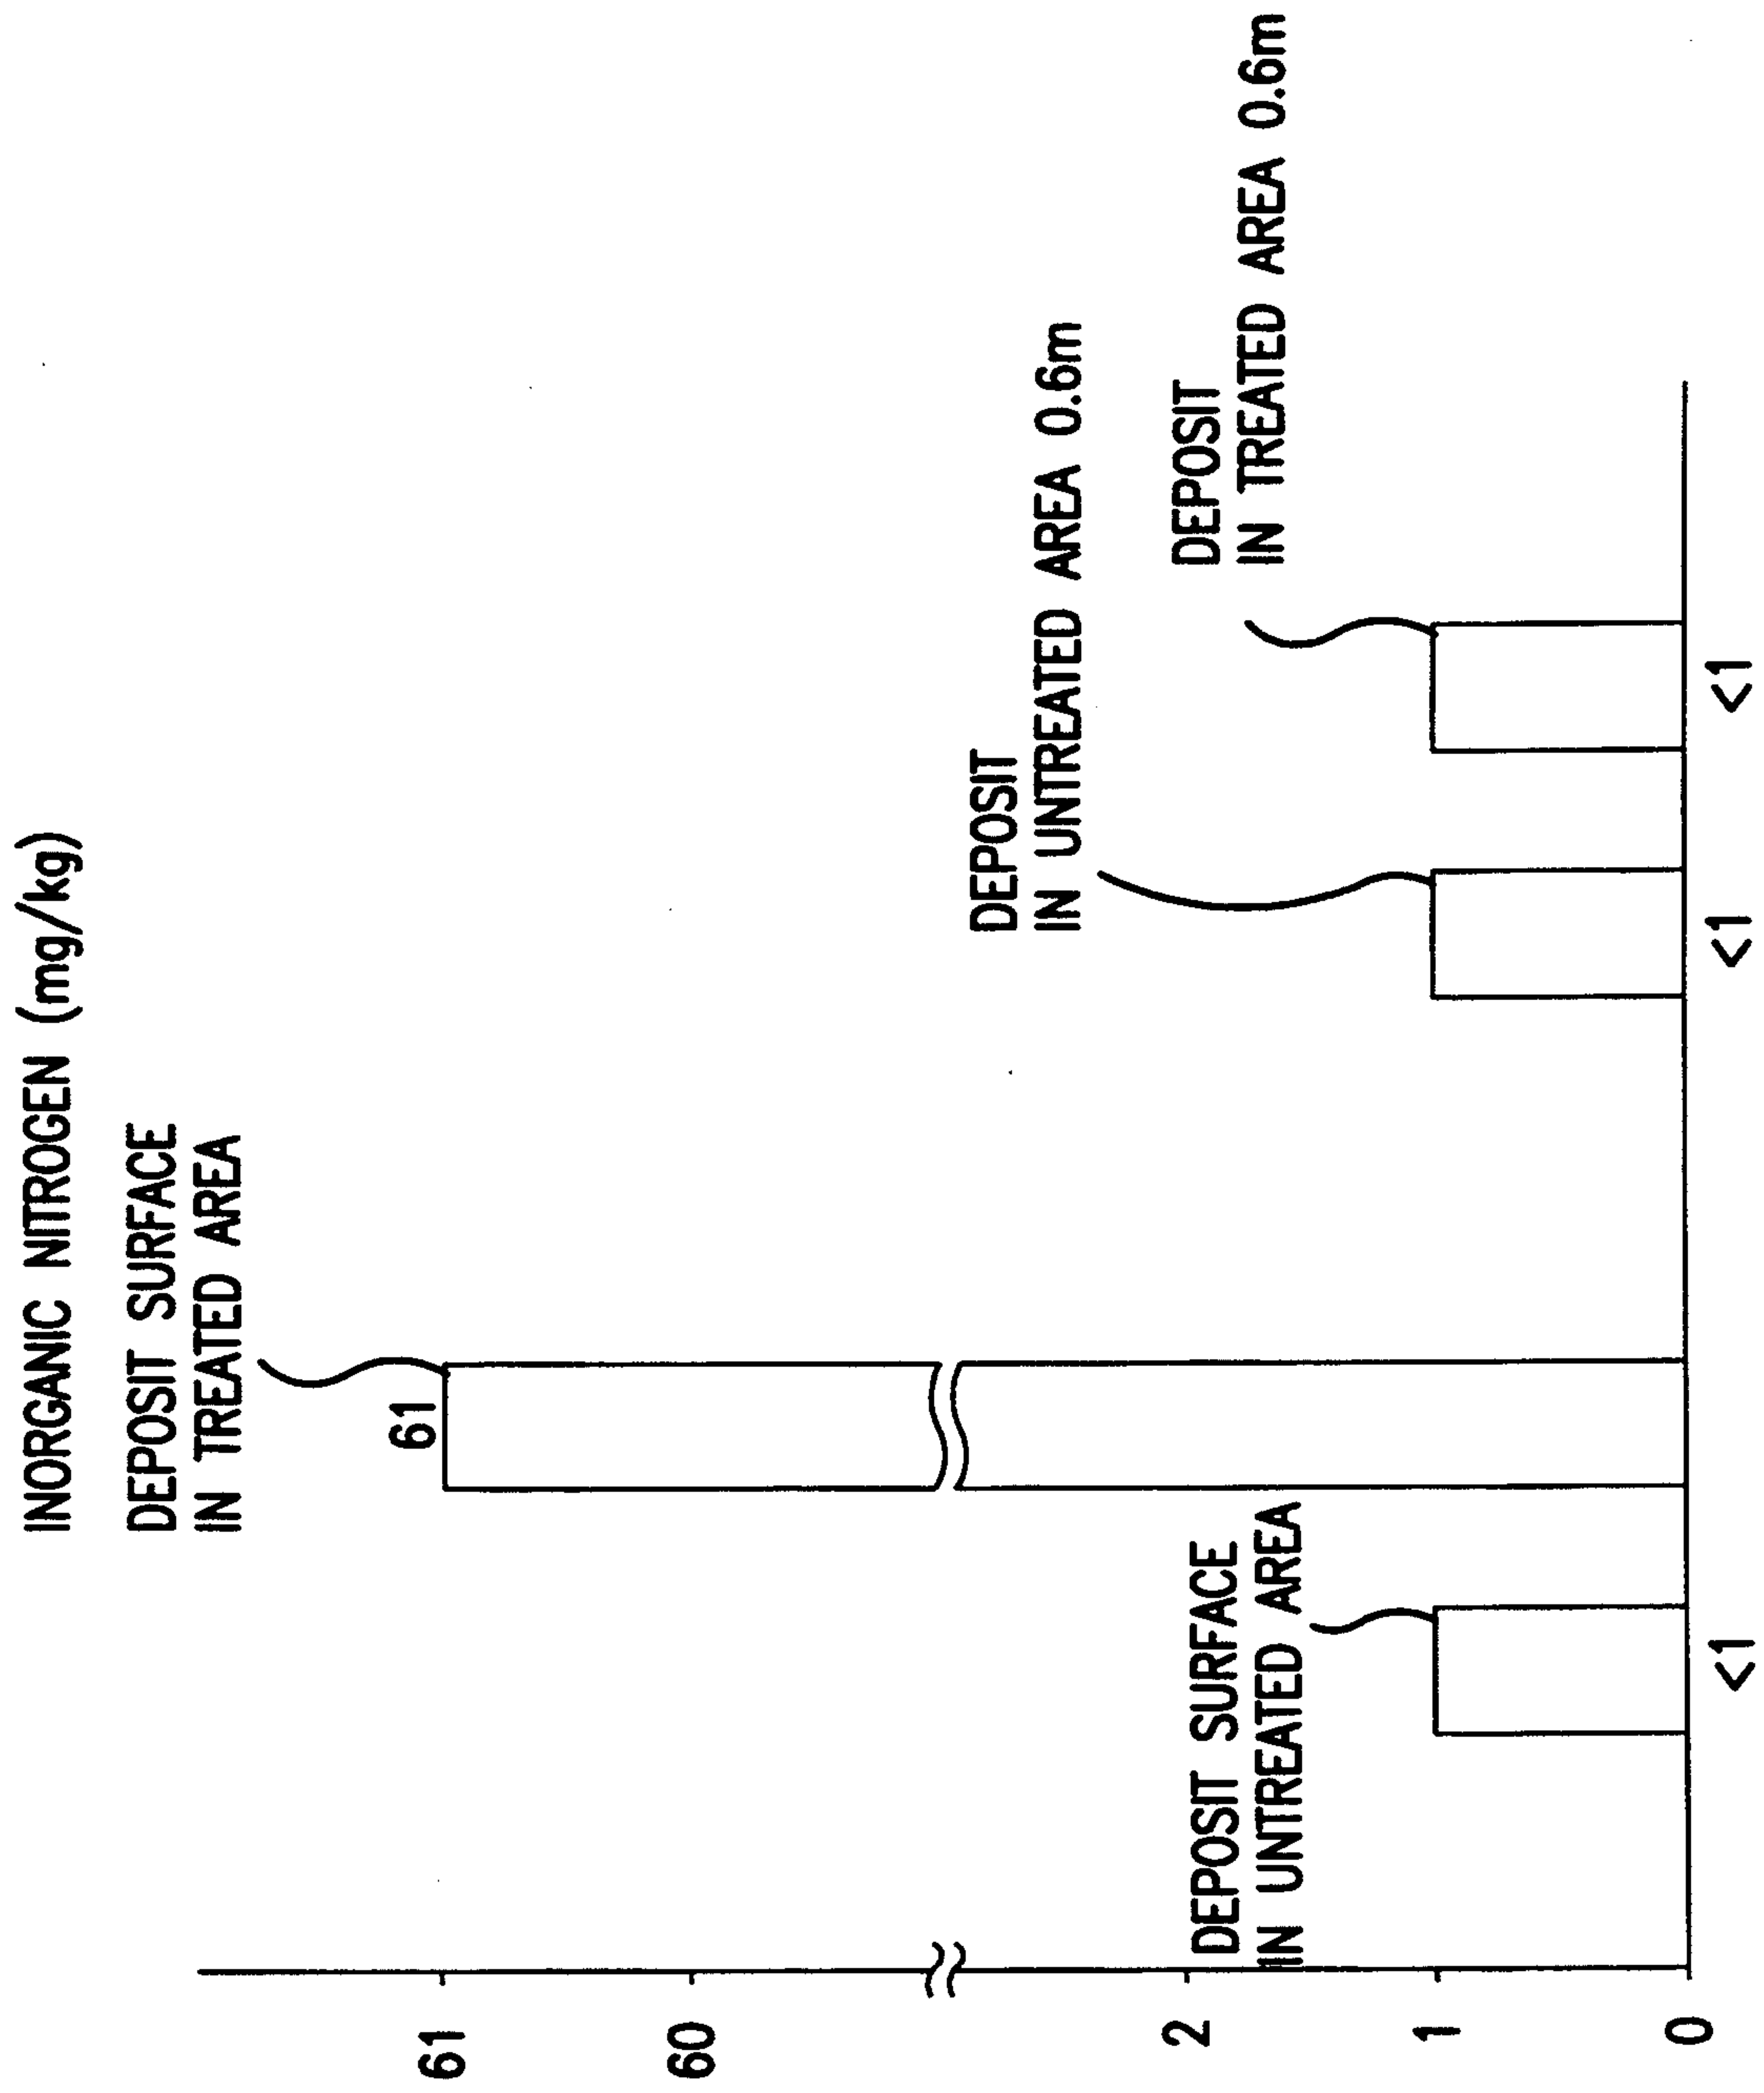 INORGANIC NITROGEN (mg/kg)
DEPOSIT SURFACE
IN TREATED AREA
61
61
60
2
1
0
DEPOSIT SURFACE
IN UNTREATED AREA
DEPOSIT
IN UNTREATED AREA 0.6m
DEPOSIT
IN TREATED AREA 0.6m
<1
<1
<1